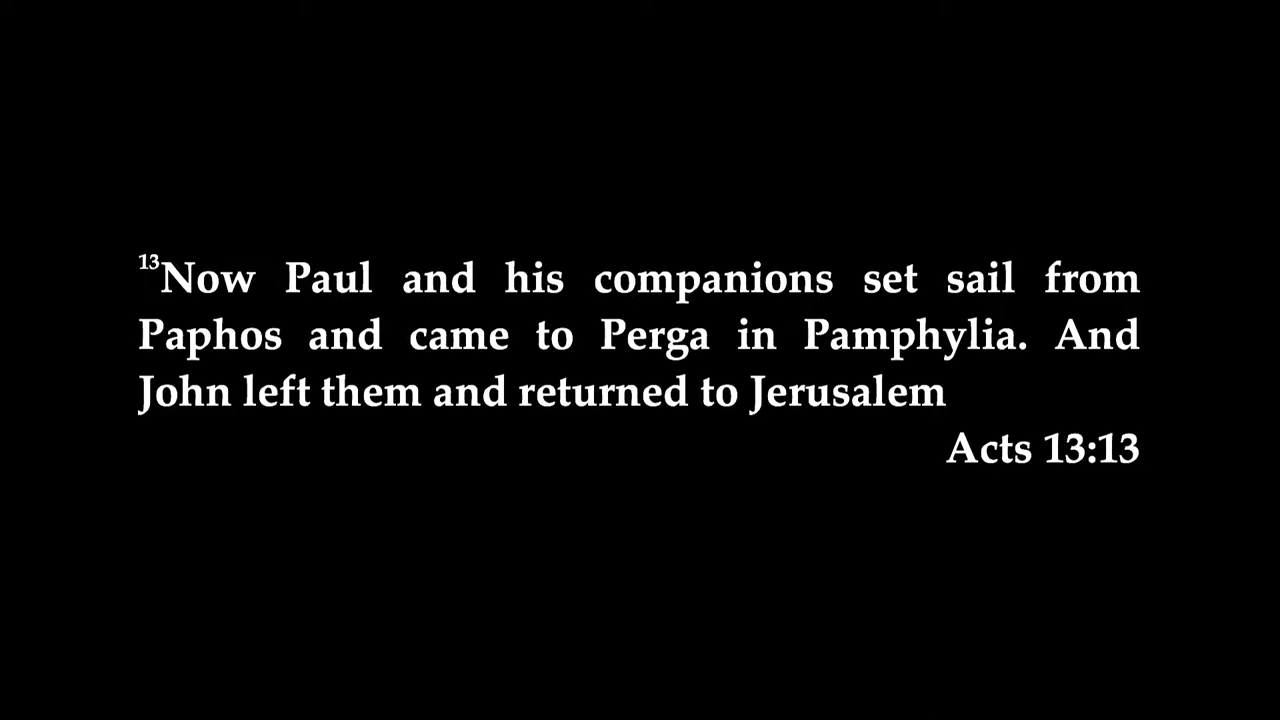 13Now Paul and his companions set sail from
Paphos and came to Perga in Pamphylia. And
John left them and returned to Jerusalem
Acts 13:13